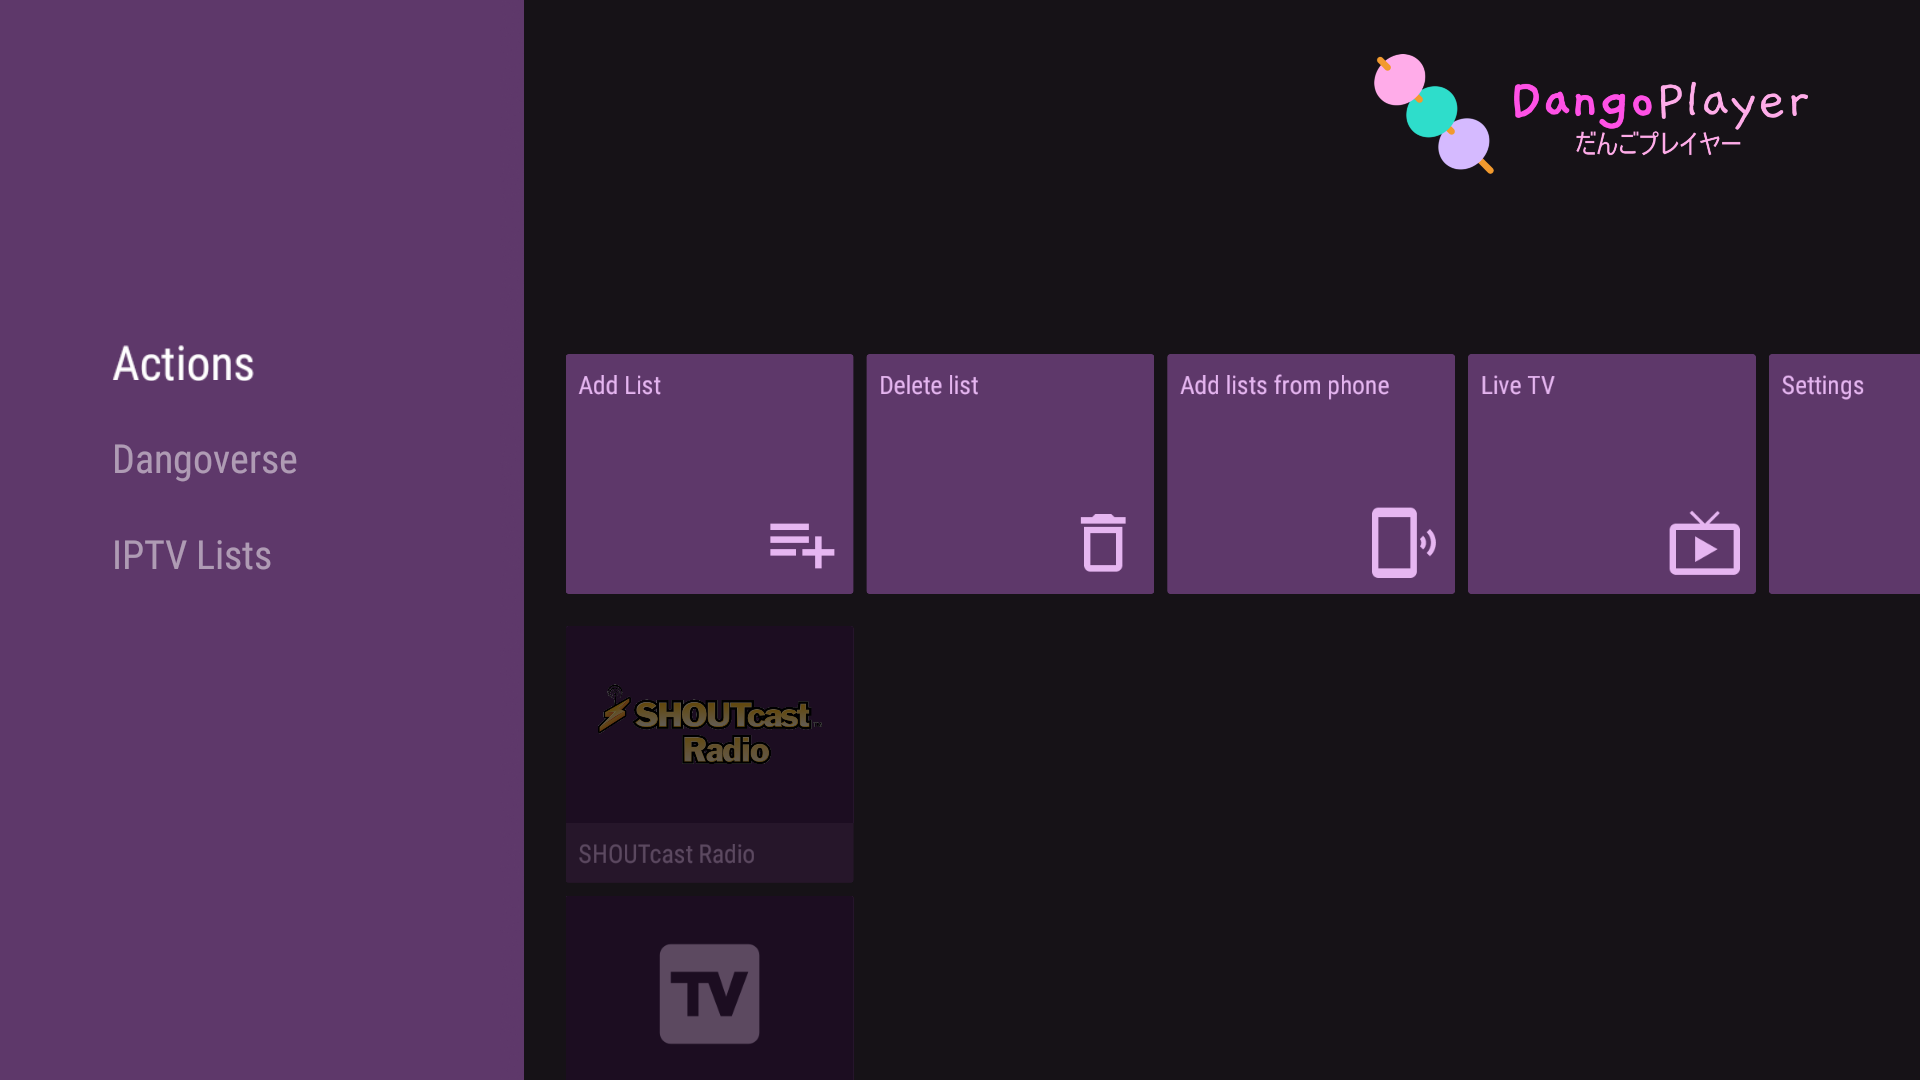 DangoPlayer
だんごプレイヤー
Actions
Dangoverse
IPTV Lists
Add List
Delete list
Add lists from phone
Live TV
Settings
SHOUTcast
Radio
SHOUTcast Radio
TV